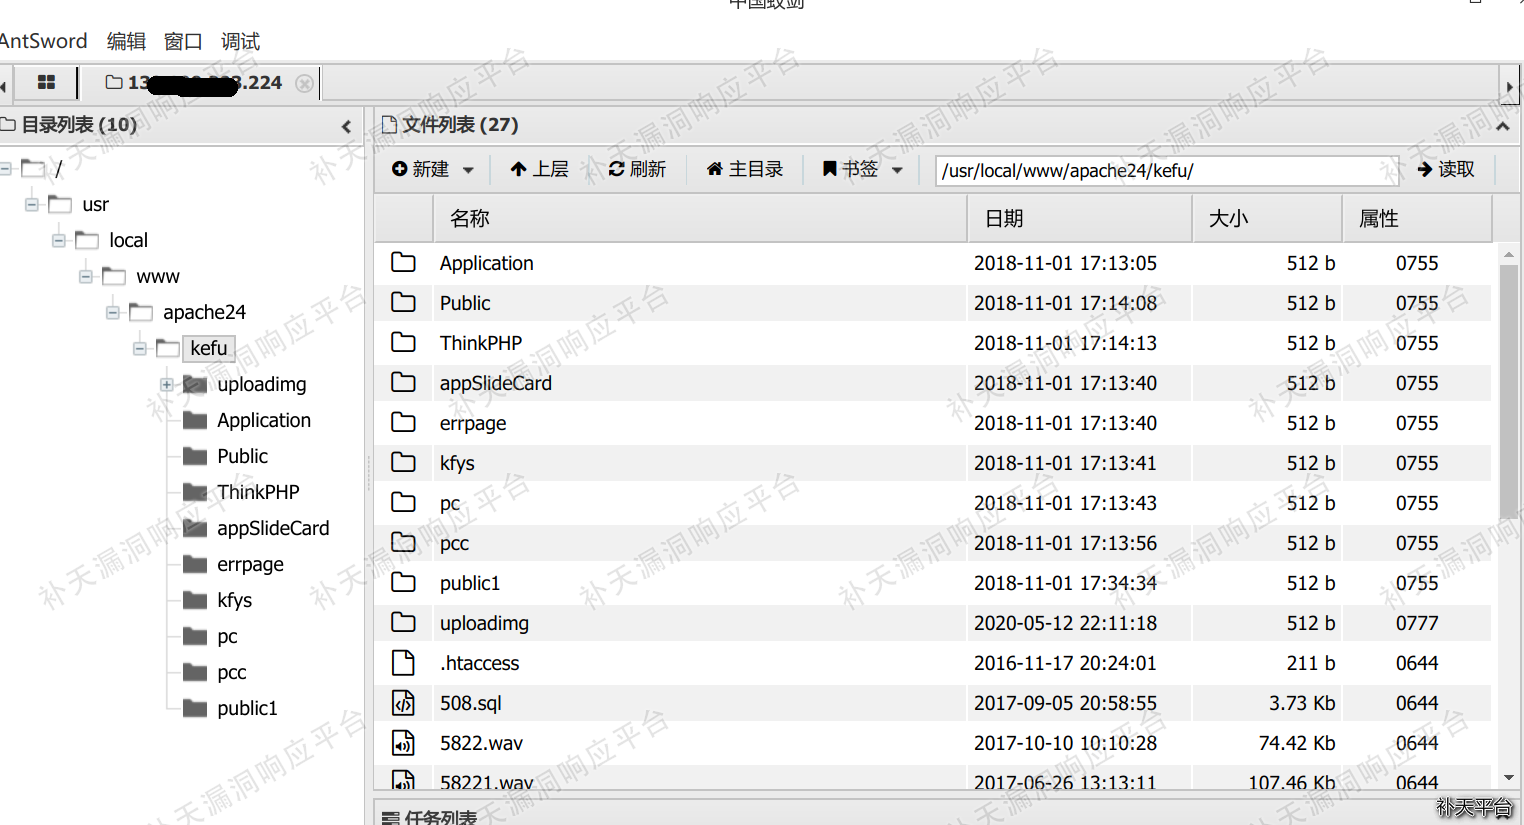 中国蚁剑
AntSword 编辑 窗口 调试
13 3.224
目录列表 (10)
文件列表 (27)
新建 上层 刷新 主目录 书签 /usr/local/www/apache24/kefu/ 读取
名称 日期 大小 属性
/
usr
local
www
apache24
kefu
uploadimg
Application
Public
ThinkPHP
appSlideCard
errpage
kfys
pc
pcc
public1
Application 2018-11-01 17:13:05 512 b 0755
Public 2018-11-01 17:14:08 512 b 0755
ThinkPHP 2018-11-01 17:14:13 512 b 0755
appSlideCard 2018-11-01 17:13:40 512 b 0755
errpage 2018-11-01 17:13:40 512 b 0755
kfys 2018-11-01 17:13:41 512 b 0755
pc 2018-11-01 17:13:43 512 b 0755
pcc 2018-11-01 17:13:56 512 b 0755
public1 2018-11-01 17:34:34 512 b 0755
uploadimg 2020-05-12 22:11:18 512 b 0777
.htaccess 2016-11-17 20:24:01 211 b 0644
508.sql 2017-09-05 20:58:55 3.73 Kb 0644
5822.wav 2017-10-10 10:10:28 74.42 Kb 0644
58221.wav 2017-06-26 13:13:11 107.46 Kb 0644
任务列表
补天漏洞响应平台
补天平台